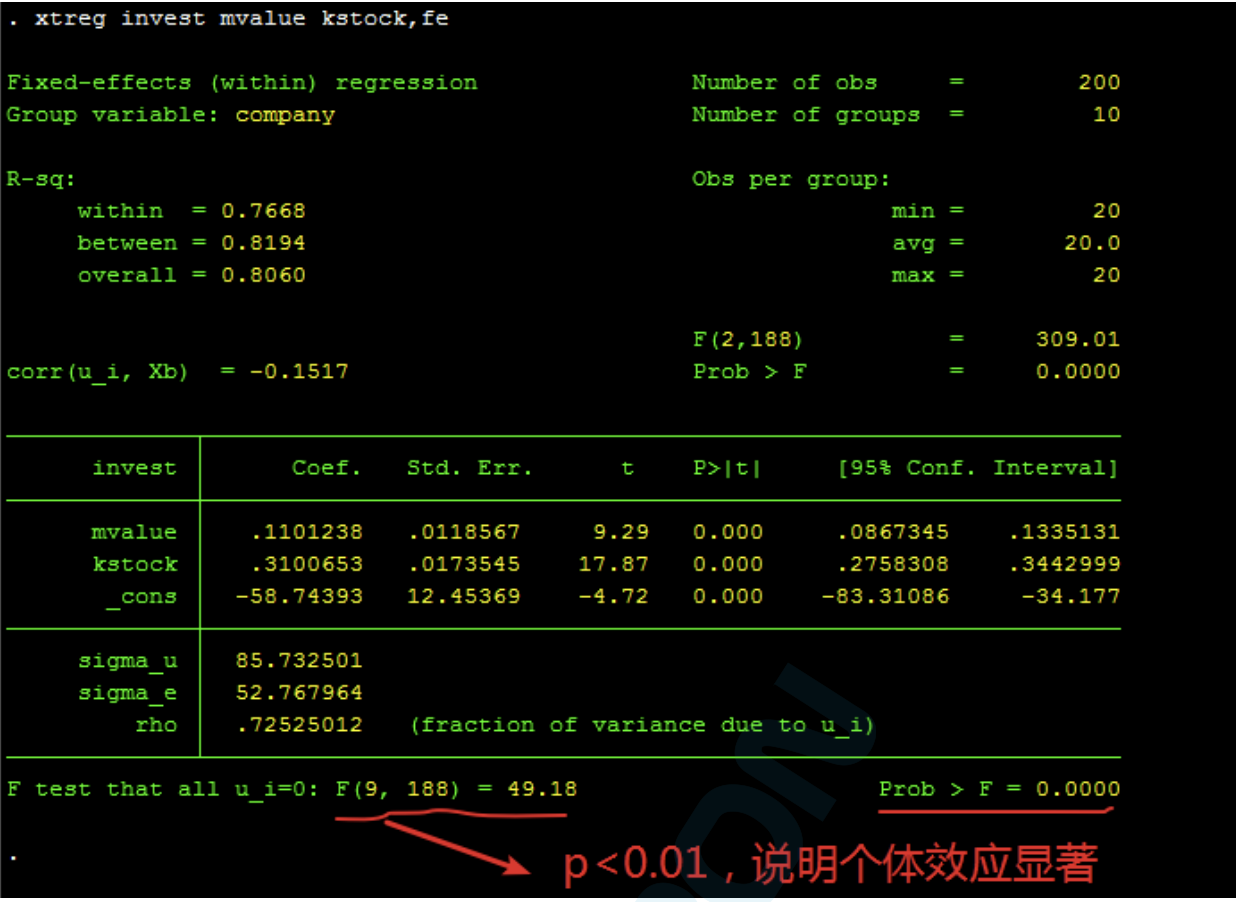 . xtreg invest mvalue kstock,fe
Fixed-effects (within) regression Number of obs = 200
Group variable: company Number of groups = 10
R-sq: Obs per group:
within = 0.7668 min = 20
between = 0.8194 avg = 20.0
overall = 0.8060 max = 20
F(2,188) = 309.01
corr(u_i, Xb) = -0.1517 Prob > F = 0.0000
invest Coef. Std. Err. t P>|t| [95% Conf. Interval]
mvalue .1101238 .0118567 9.29 0.000 .0867345 .1335131
kstock .3100653 .0173545 17.87 0.000 .2758308 .3442999
_cons -58.74393 12.45369 -4.72 0.000 -83.31086 -34.177
sigma_u 85.732501
sigma_e 52.767964
rho .72525012 (fraction of variance due to u_i)
F test that all u_i=0: F(9, 188) = 49.18 Prob > F = 0.0000
.
p<0.01，说明个体效应显著